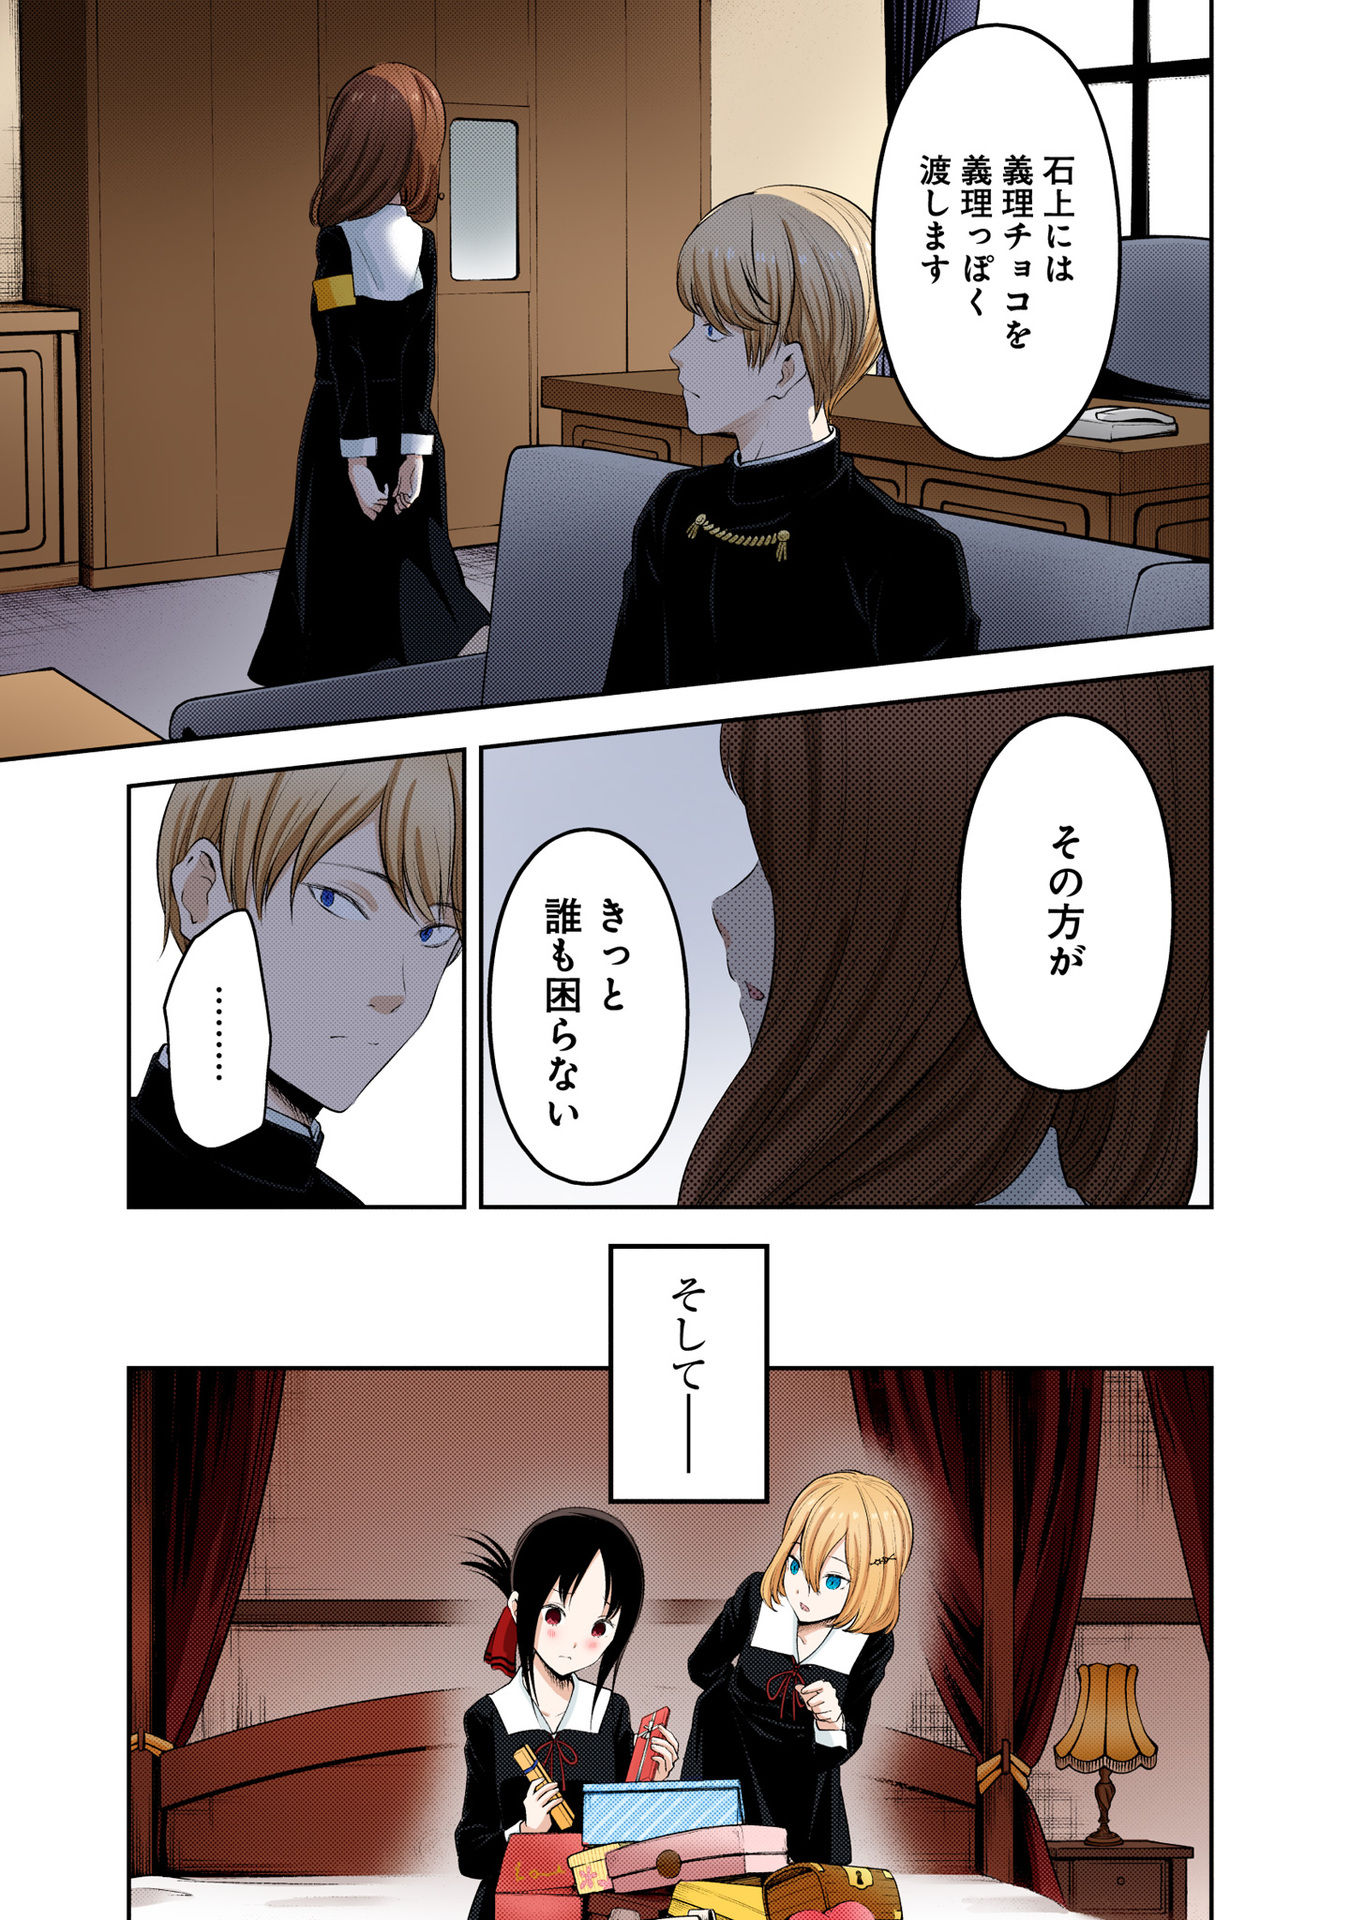 石上には
義理チョコを
義理っぽく
渡します
その方が
きっと
誰も困らない
………
そして――